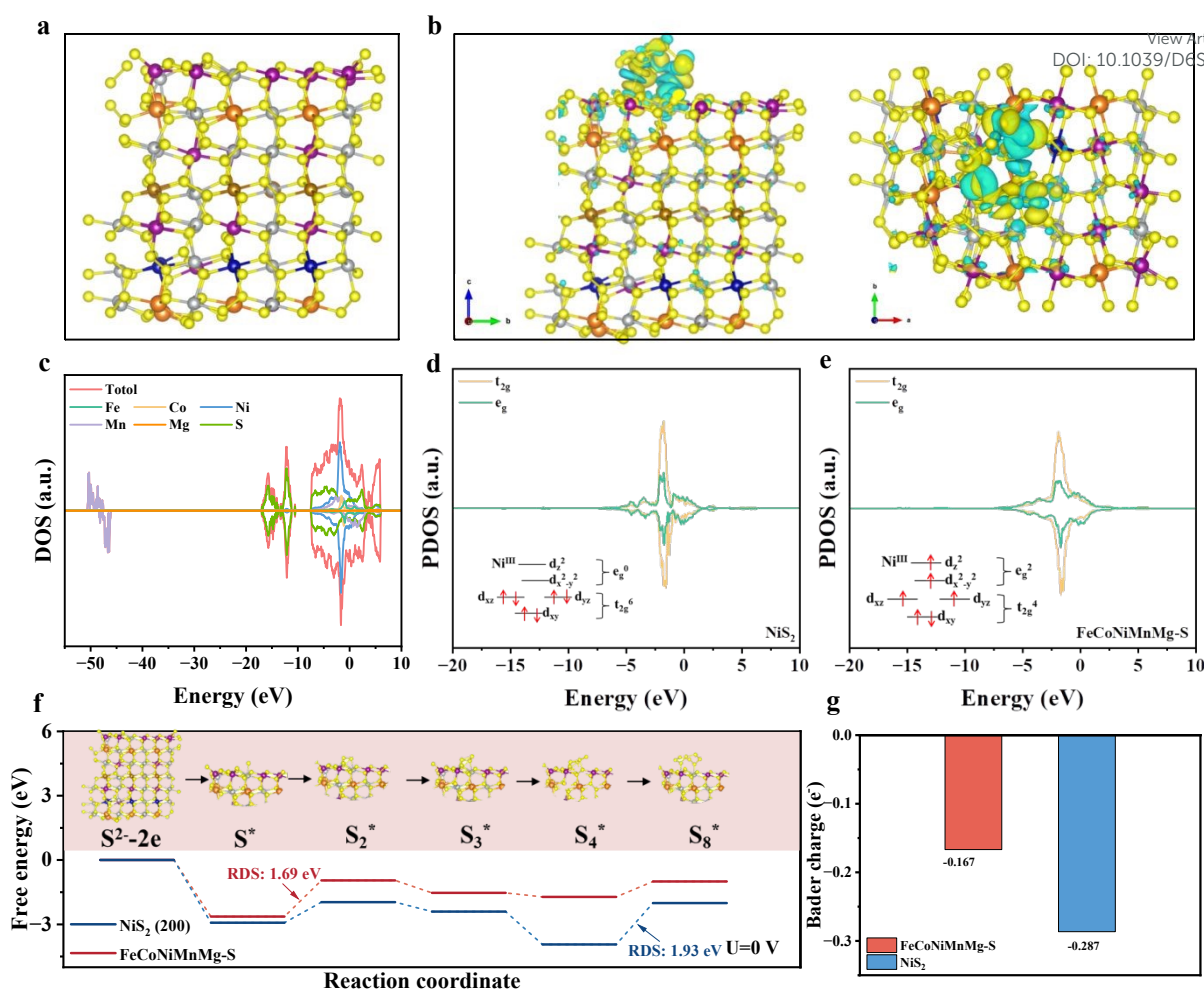 a
b
View Art
DOI: 10.1039/D6S
c
b
b
a
c
Totol
Fe Co Ni
Mn Mg S
DOS (a.u.)
−50 −40 −30 −20 −10 0 10
Energy (eV)
d
t2g
eg
PDOS (a.u.)
NiIII dz2
dx2-y2
eg0
dxz dyz
dxy
t2g6
NiS2
−20 −15 −10 −5 0 5 10
Energy (eV)
e
t2g
eg
PDOS (a.u.)
NiIII dz2
dx2-y2
eg2
dxz dyz
dxy
t2g4
FeCoNiMnMg-S
−20 −15 −10 −5 0 5 10
Energy (eV)
f
Free energy (eV)
6
3
0
−3
S2--2e S* S2* S3* S4* S8*
RDS: 1.69 eV
NiS2 (200)
FeCoNiMnMg-S
RDS: 1.93 eV
U=0 V
Reaction coordinate
g
Bader charge (e-)
0.0
-0.1
-0.2
-0.3
-0.167
-0.287
FeCoNiMnMg-S
NiS2